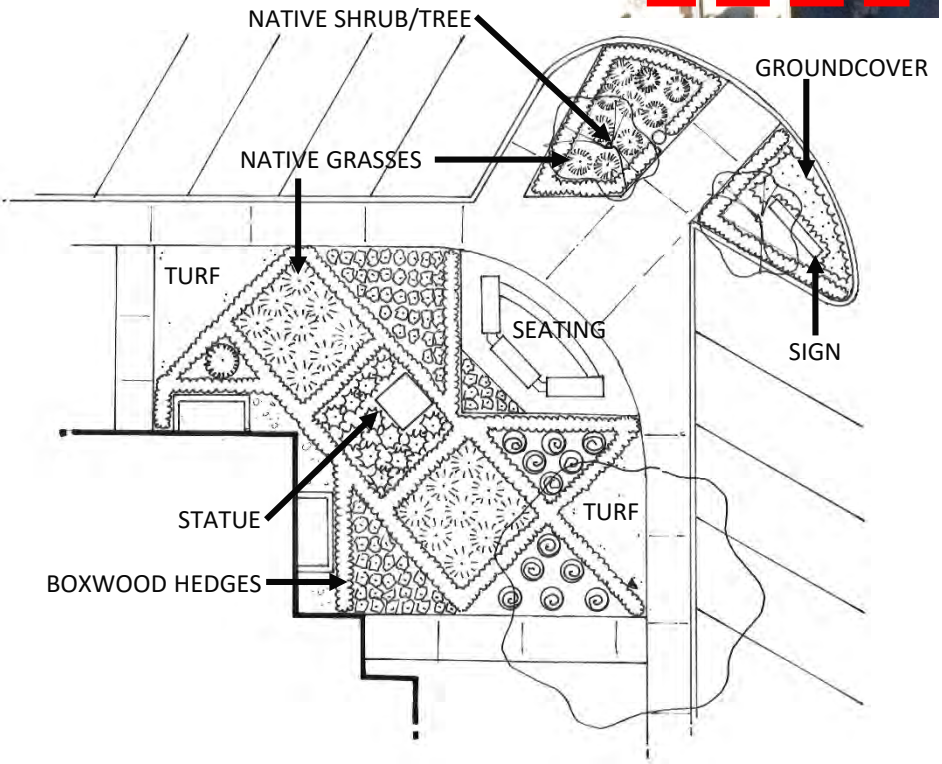 NATIVE SHRUB/TREE
GROUNDCOVER
NATIVE GRASSES
TURF
SEATING
SIGN
STATUE
TURF
BOXWOOD HEDGES